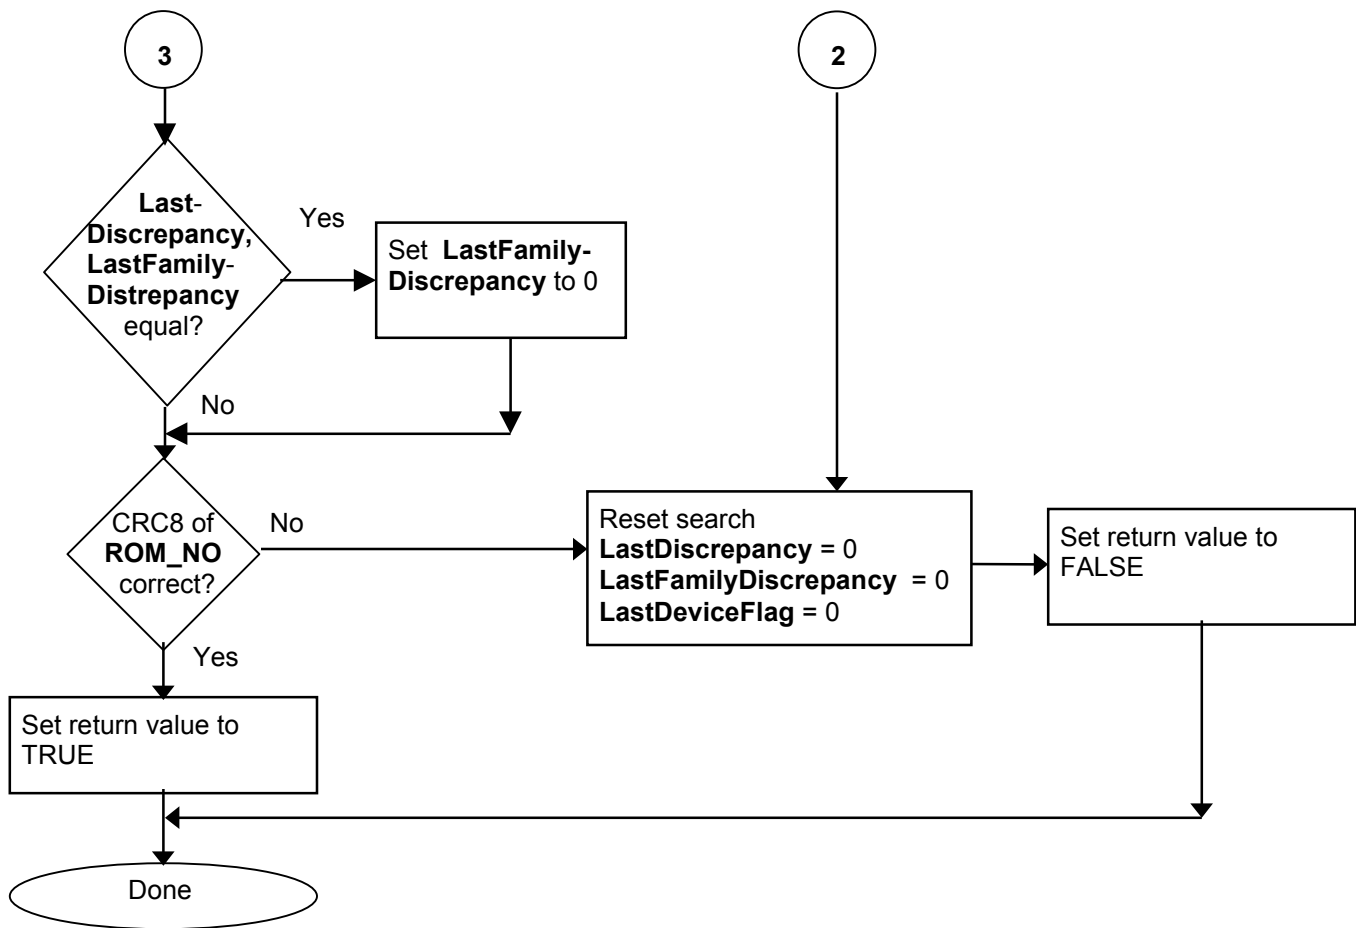 3
2
Last-
Discrepancy,
LastFamily-
Distrepancy
equal?
Yes
Set LastFamily-
Discrepancy to 0
No
CRC8 of
ROM_NO
correct?
No
Reset search
LastDiscrepancy = 0
LastFamilyDiscrepancy = 0
LastDeviceFlag = 0
Set return value to
FALSE
Yes
Set return value to
TRUE
Done